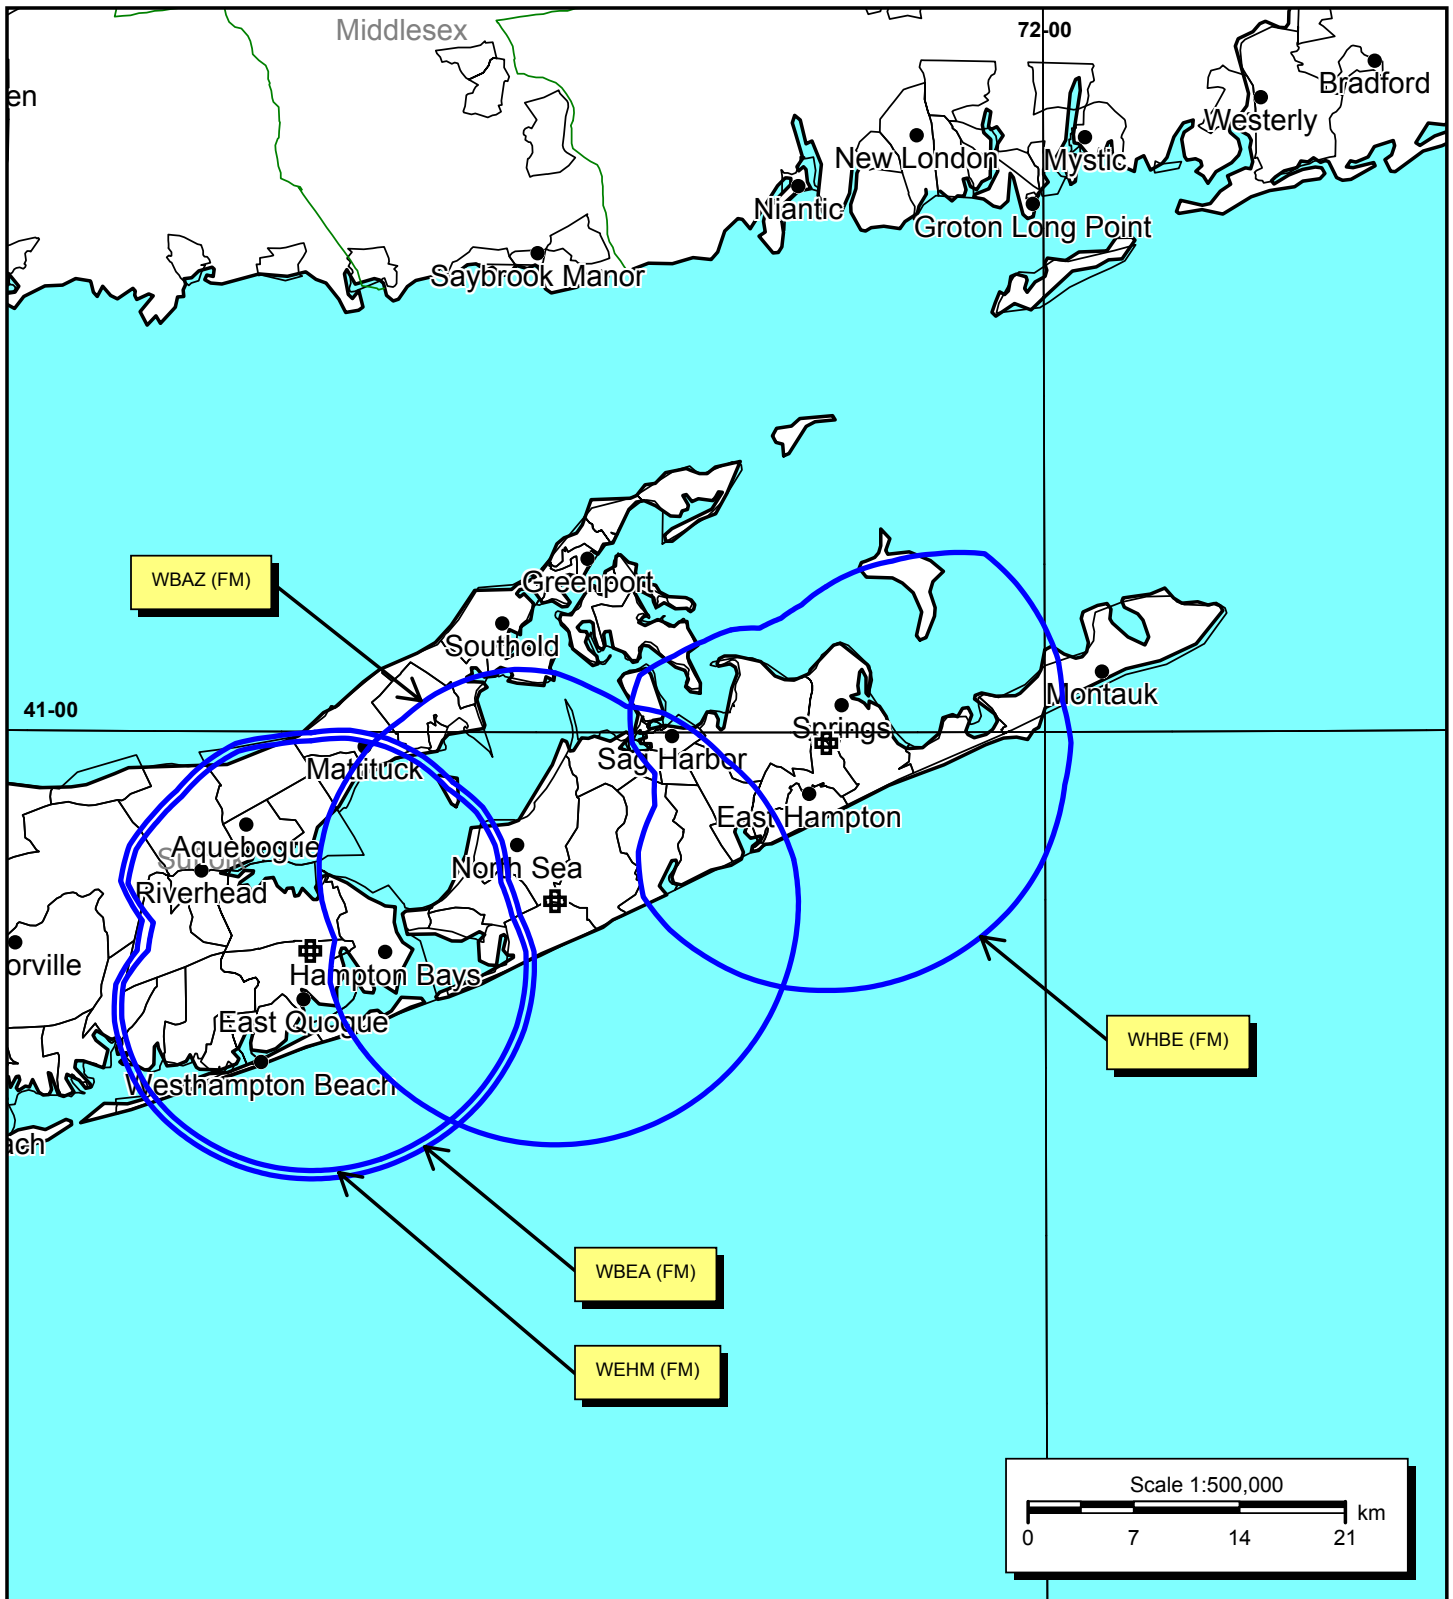 Middlesex
72-00
Bradford
en
Westerly
New London
Mystic
Niantic
Groton Long Point
Saybrook Manor
WBAZ (FM)
Greenport
Southold
Montauk
41-00
Springs
Sag Harbor
Mattituck
East Hampton
Aquebogue
Suffolk
North Sea
Riverhead
orville
Hampton Bays
East Quogue
WHBE (FM)
Westhampton Beach
ach
WBEA (FM)
WEHM (FM)
Scale 1:500,000
km
0 7 14 21